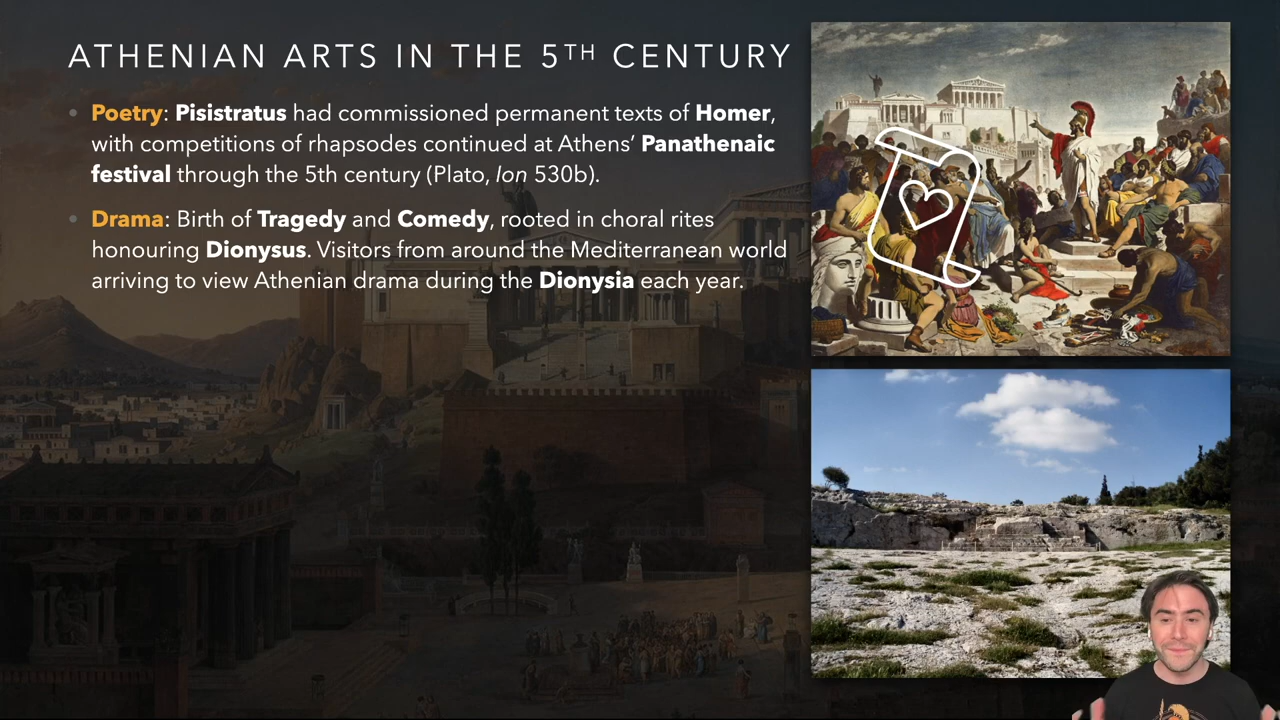 ATHENIAN ARTS IN THE 5TH CENTURY
• Poetry: Pisistratus had commissioned permanent texts of Homer,
with competitions of rhapsodes continued at Athens’ Panathenaic
festival through the 5th century (Plato, Ion 530b).
• Drama: Birth of Tragedy and Comedy, rooted in choral rites
honouring Dionysus. Visitors from around the Mediterranean world
arriving to view Athenian drama during the Dionysia each year.